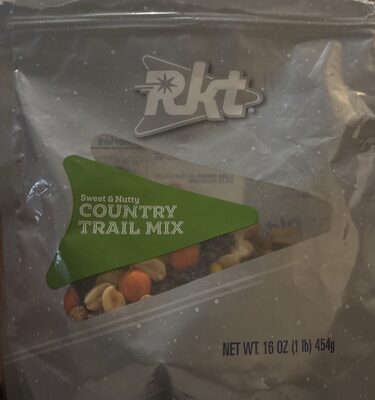 Rkt.
Sweet & Nutty
COUNTRY
TRAIL MIX
NET WT. 16 OZ (1 lb) 454g